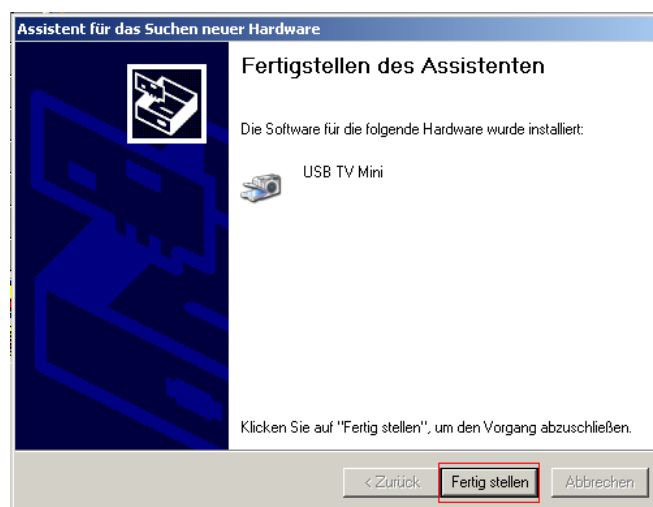 Assistent für das Suchen neuer Hardware
Fertigstellen des Assistenten
Die Software für die folgende Hardware wurde installiert:
USB TV Mini
Klicken Sie auf "Fertig stellen", um den Vorgang abzuschließen.
< Zurück Fertig stellen Abbrechen